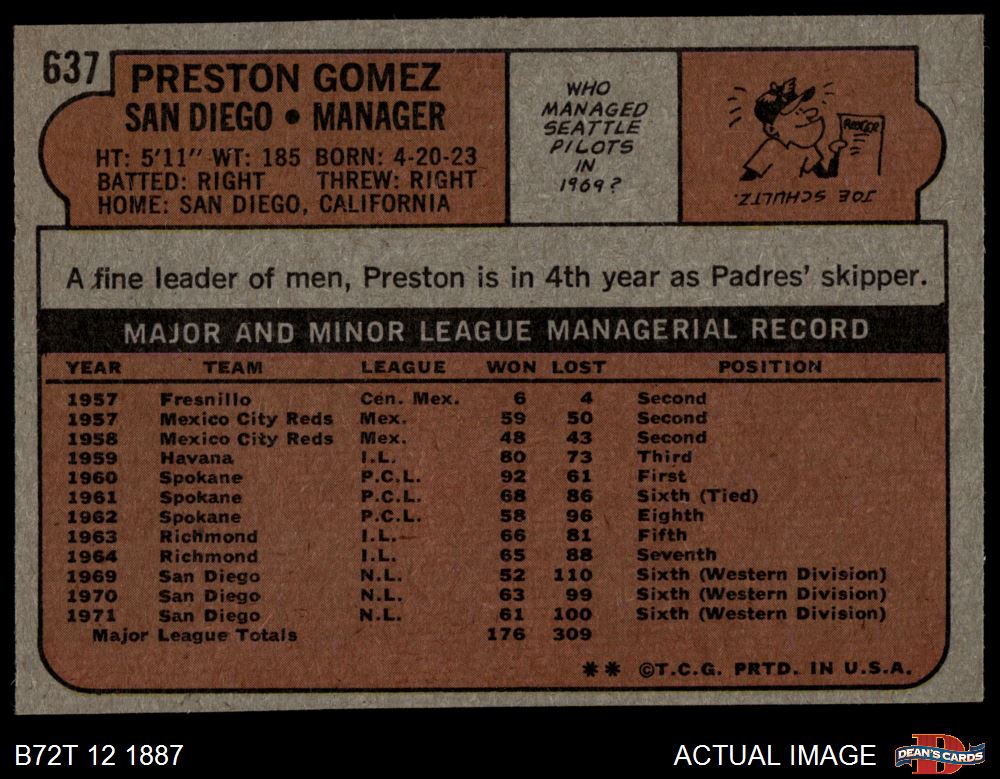 637
PRESTON GOMEZ
SAN DIEGO • MANAGER
HT: 5'11" WT: 185 BORN: 4-20-23
BATTED: RIGHT THREW: RIGHT
HOME: SAN DIEGO, CALIFORNIA
WHO
MANAGED
SEATTLE
PILOTS
IN
1969?
JOE SCHULTZ.
A fine leader of men, Preston is in 4th year as Padres' skipper.
MAJOR AND MINOR LEAGUE MANAGERIAL RECORD
YEAR TEAM LEAGUE WON LOST POSITION
1957 Fresnillo Cen. Mex. 6 4 Second
1957 Mexico City Reds Mex. 59 50 Second
1958 Mexico City Reds Mex. 48 43 Second
1959 Havana I.L. 80 73 Third
1960 Spokane P.C.L. 92 61 First
1961 Spokane P.C.L. 68 86 Sixth (Tied)
1962 Spokane P.C.L. 58 96 Eighth
1963 Richmond I.L. 66 81 Fifth
1964 Richmond I.L. 65 88 Seventh
1969 San Diego N.L. 52 110 Sixth (Western Division)
1970 San Diego N.L. 63 99 Sixth (Western Division)
1971 San Diego N.L. 61 100 Sixth (Western Division)
Major League Totals 176 309
** ©T.C.G. PRTD. IN U.S.A.
B72T 12 1887
ACTUAL IMAGE
DEAN'S CARDS